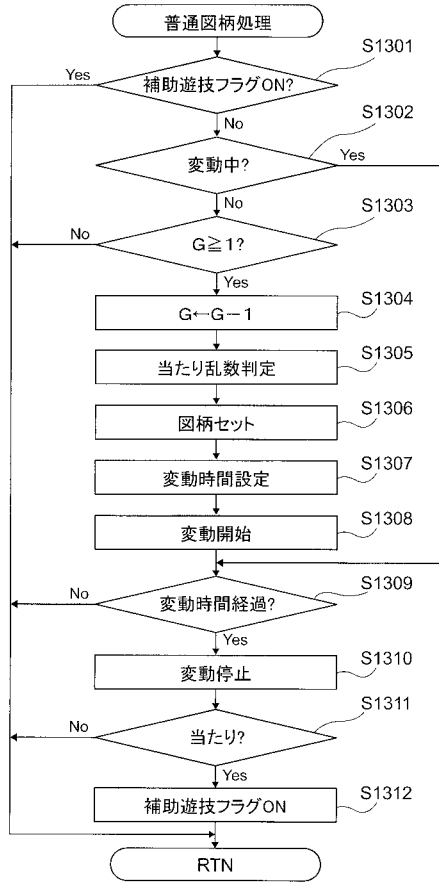 普通図柄処理
S1301
Yes
補助遊技フラグON?
No
S1302
変動中?
Yes
No
S1303
No
G≧1?
Yes
S1304
G←G－1
S1305
当たり乱数判定
S1306
図柄セット
S1307
変動時間設定
S1308
変動開始
S1309
No
変動時間経過?
Yes
S1310
変動停止
S1311
No
当たり?
Yes
S1312
補助遊技フラグON
RTN